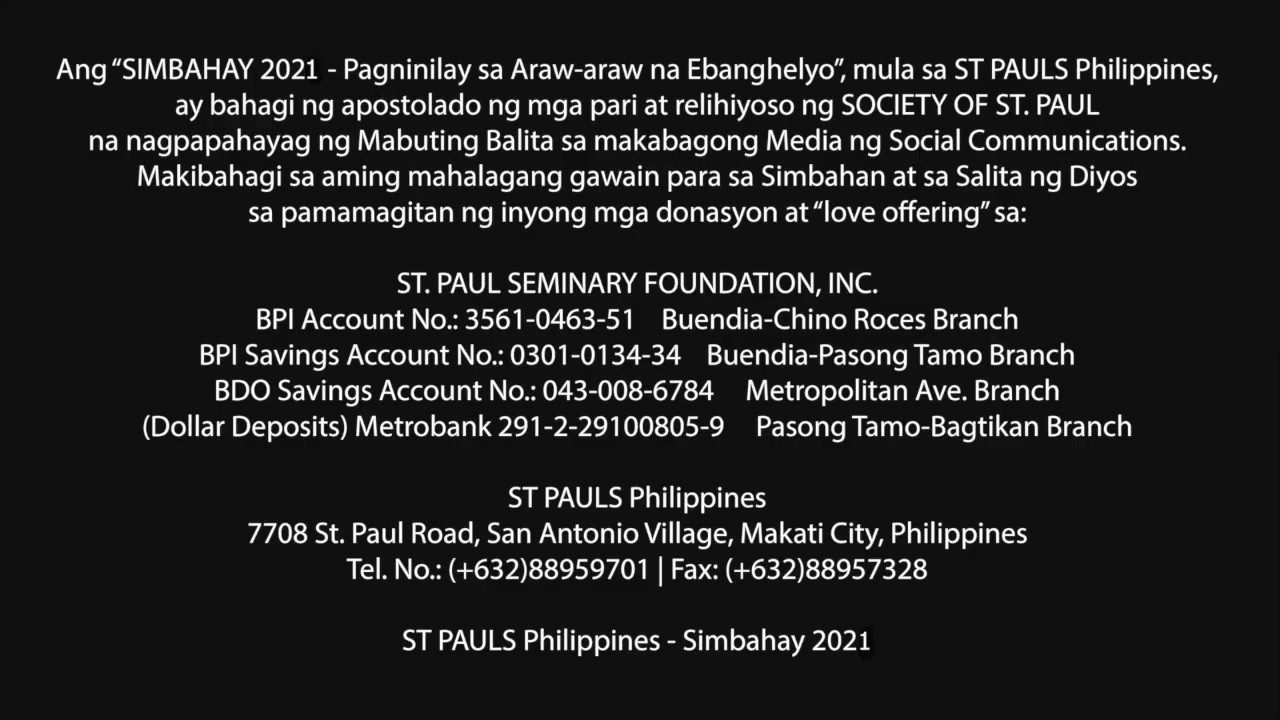 Ang “SIMBAHAY 2021 - Pagninilay sa Araw-araw na Ebanghelyo”, mula sa ST PAULS Philippines,
ay bahagi ng apostolado ng mga pari at relihiyoso ng SOCIETY OF ST. PAUL
na nagpapahayag ng Mabuting Balita sa makabagong Media ng Social Communications.
Makibahagi sa aming mahalagang gawain para sa Simbahan at sa Salita ng Diyos
sa pamamagitan ng inyong mga donasyon at “love offering” sa:
ST. PAUL SEMINARY FOUNDATION, INC.
BPI Account No.: 3561-0463-51 Buendia-Chino Roces Branch
BPI Savings Account No.: 0301-0134-34 Buendia-Pasong Tamo Branch
BDO Savings Account No.: 043-008-6784 Metropolitan Ave. Branch
(Dollar Deposits) Metrobank 291-2-29100805-9 Pasong Tamo-Bagtikan Branch
ST PAULS Philippines
7708 St. Paul Road, San Antonio Village, Makati City, Philippines
Tel. No.: (+632)88959701 | Fax: (+632)88957328
ST PAULS Philippines - Simbahay 2021